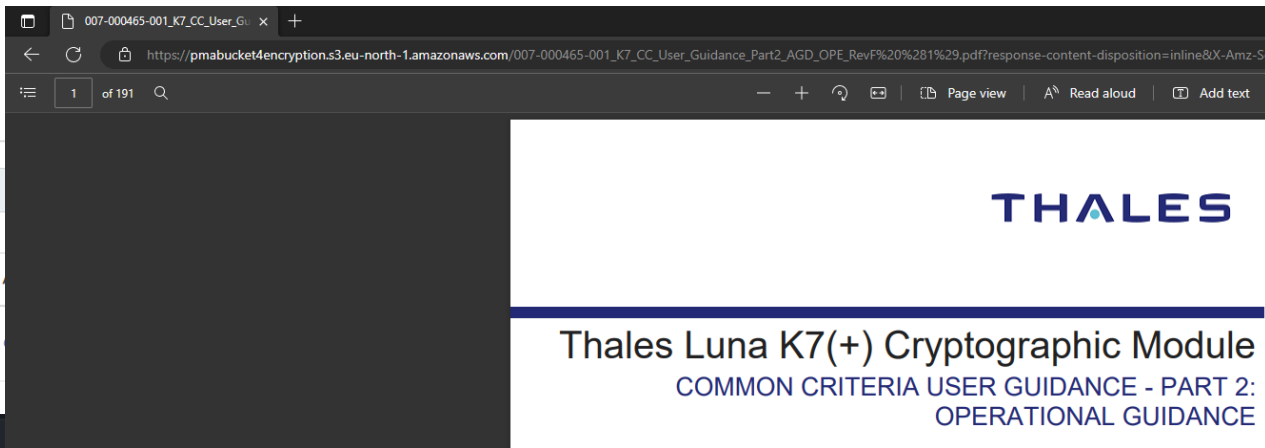 007-000465-001_K7_CC_User_Gu
https://pmabucket4encryption.s3.eu-north-1.amazonaws.com/007-000465-001_K7_CC_User_Guidance_Part2_AGD_OPE_RevF%20%281%29.pdf?response-content-disposition=inline&X-Amz-S
1 of 191 Page view Read aloud Add text
THALES
Thales Luna K7(+) Cryptographic Module
COMMON CRITERIA USER GUIDANCE - PART 2:
OPERATIONAL GUIDANCE